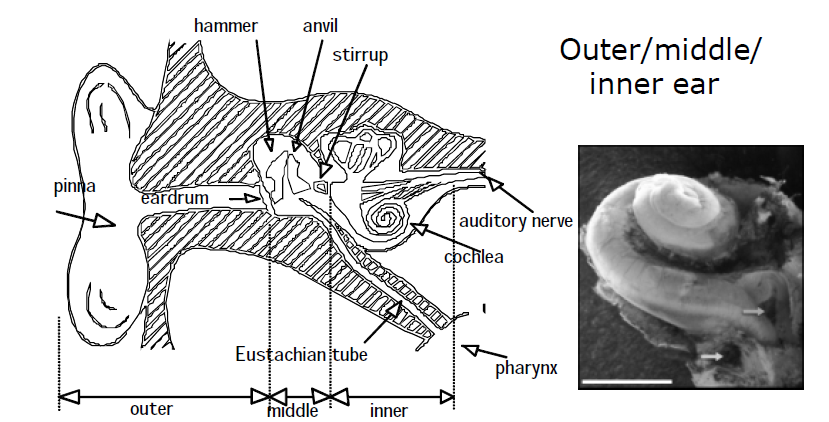 hammer
anvil
stirrup
Outer/middle/
inner ear
pinna
eardrum
auditory nerve
cochlea
Eustachian tube
pharynx
outer
middle
inner